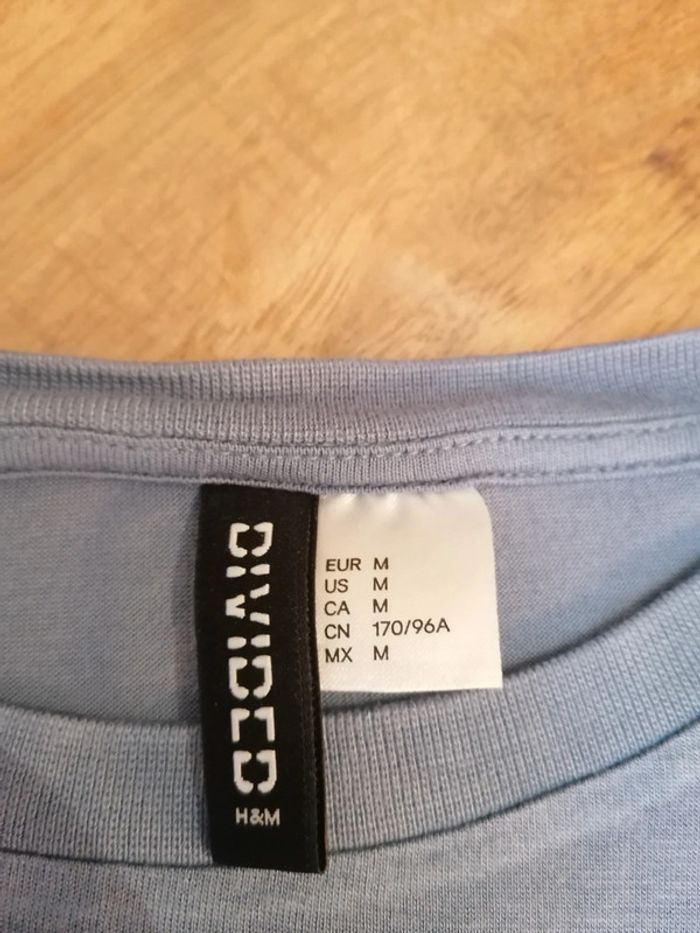 DIVIDED
H&M
EUR M
US M
CA M
CN 170/96A
MX M